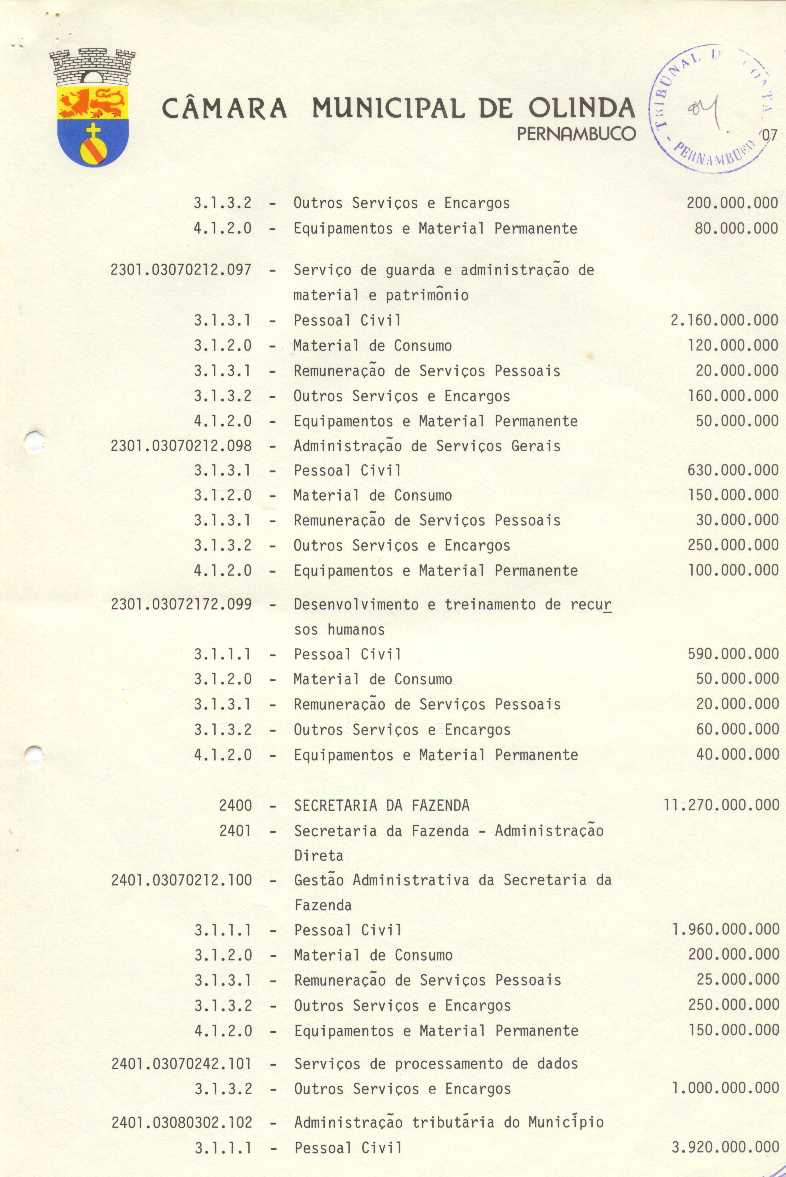 CÂMARA MUNICIPAL DE OLINDA
PERNAMBUCO
TRIBUNAL DE CONTA
PERNAMBUCO
07
3.1.3.2 - Outros Serviços e Encargos 200.000.000
4.1.2.0 - Equipamentos e Material Permanente 80.000.000
2301.03070212.097 - Serviço de guarda e administração de
material e patrimônio
3.1.3.1 - Pessoal Civil 2.160.000.000
3.1.2.0 - Material de Consumo 120.000.000
3.1.3.1 - Remuneração de Serviços Pessoais 20.000.000
3.1.3.2 - Outros Serviços e Encargos 160.000.000
4.1.2.0 - Equipamentos e Material Permanente 50.000.000
2301.03070212.098 - Administração de Serviços Gerais
3.1.3.1 - Pessoal Civil 630.000.000
3.1.2.0 - Material de Consumo 150.000.000
3.1.3.1 - Remuneração de Serviços Pessoais 30.000.000
3.1.3.2 - Outros Serviços e Encargos 250.000.000
4.1.2.0 - Equipamentos e Material Permanente 100.000.000
2301.03072172.099 - Desenvolvimento e treinamento de recur
sos humanos
3.1.1.1 - Pessoal Civil 590.000.000
3.1.2.0 - Material de Consumo 50.000.000
3.1.3.1 - Remuneração de Serviços Pessoais 20.000.000
3.1.3.2 - Outros Serviços e Encargos 60.000.000
4.1.2.0 - Equipamentos e Material Permanente 40.000.000
2400 - SECRETARIA DA FAZENDA 11.270.000.000
2401 - Secretaria da Fazenda - Administração
Direta
2401.03070212.100 - Gestão Administrativa da Secretaria da
Fazenda
3.1.1.1 - Pessoal Civil 1.960.000.000
3.1.2.0 - Material de Consumo 200.000.000
3.1.3.1 - Remuneração de Serviços Pessoais 25.000.000
3.1.3.2 - Outros Serviços e Encargos 250.000.000
4.1.2.0 - Equipamentos e Material Permanente 150.000.000
2401.03070242.101 - Serviços de processamento de dados
3.1.3.2 - Outros Serviços e Encargos 1.000.000.000
2401.03080302.102 - Administração tributária do Município
3.1.1.1 - Pessoal Civil 3.920.000.000